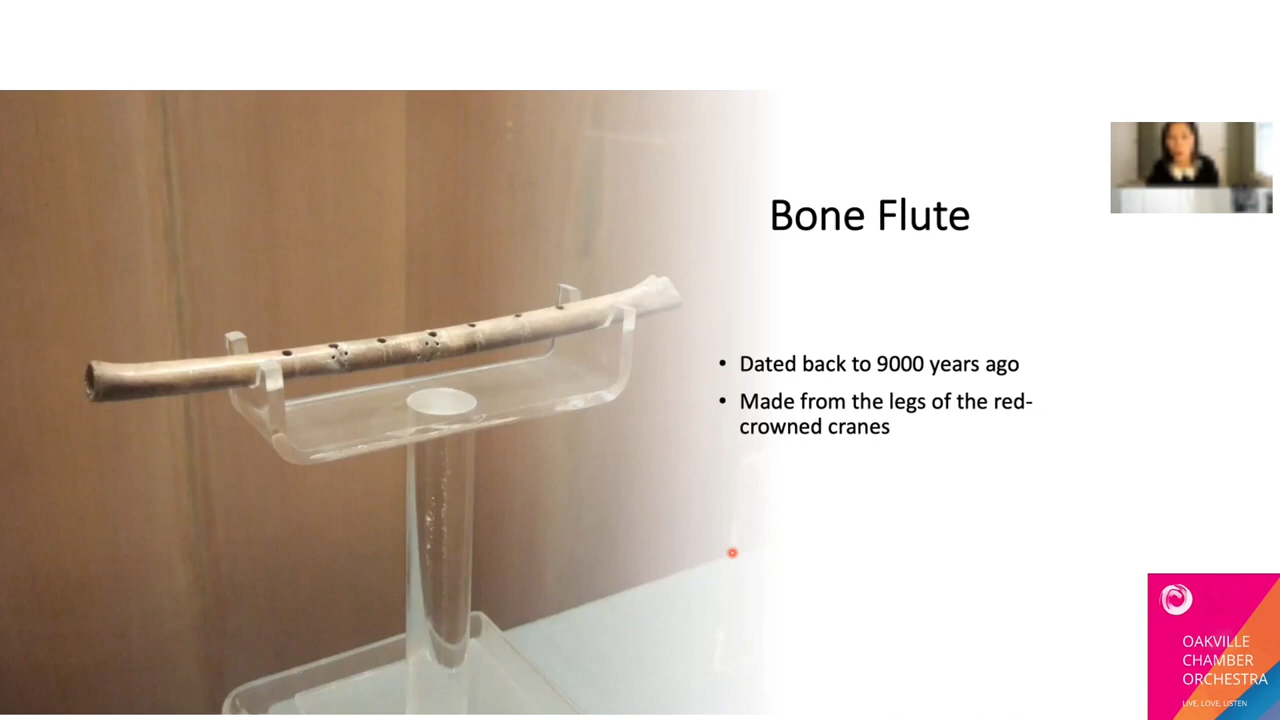 Bone Flute
• Dated back to 9000 years ago
• Made from the legs of the red-
crowned cranes
OAKVILLE
CHAMBER
ORCHESTRA
LIVE, LOVE, LISTEN